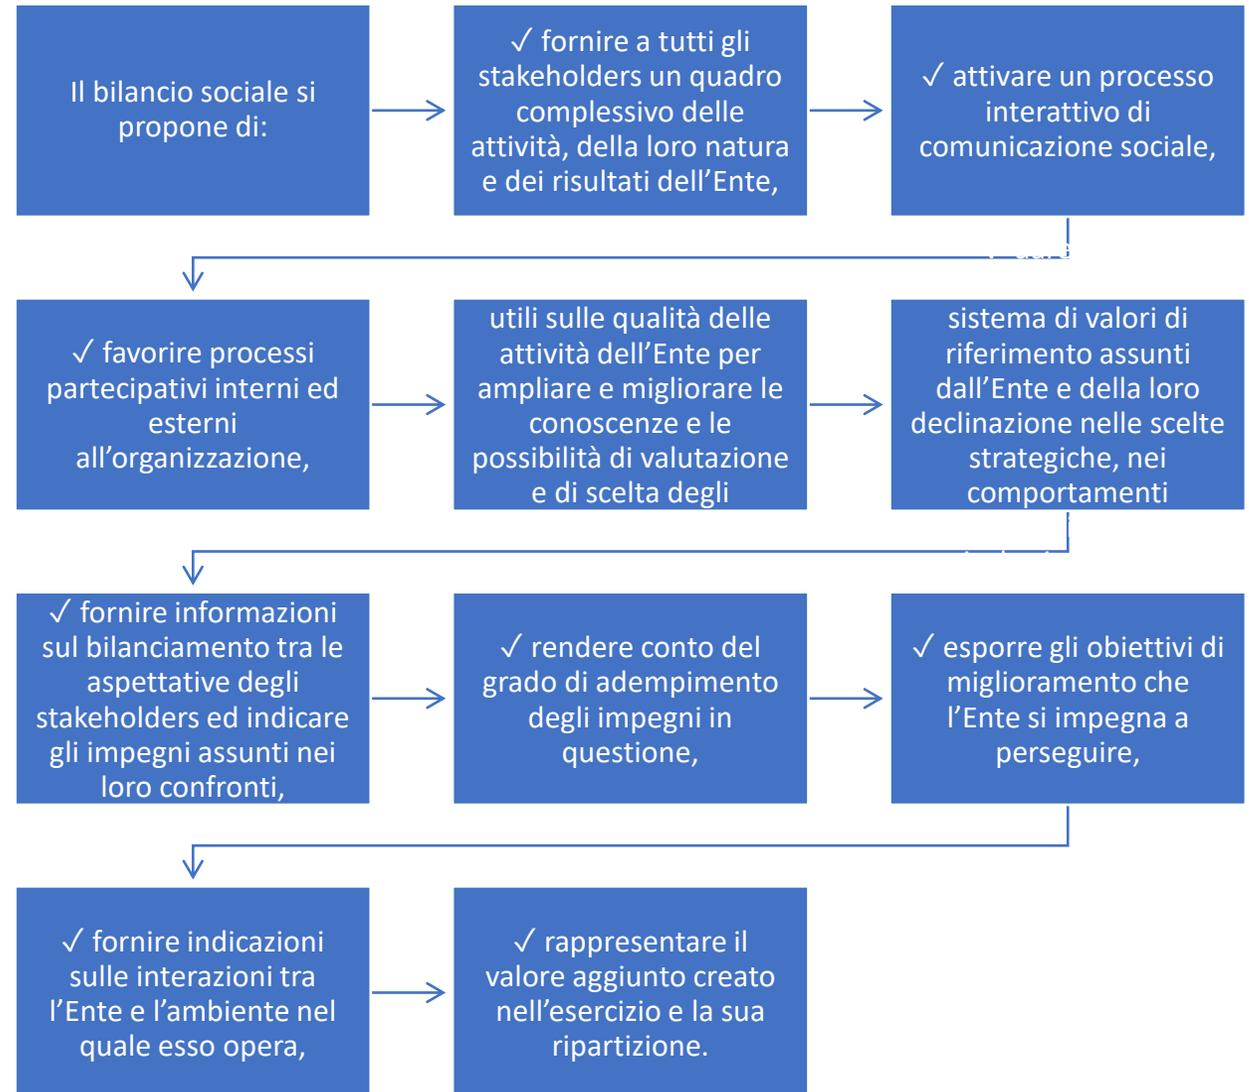 Il bilancio sociale si
propone di:
✓ fornire a tutti gli
stakeholders un quadro
complessivo delle
attività, della loro natura
e dei risultati dell’Ente,
✓ attivare un processo
interattivo di
comunicazione sociale,
✓ favorire processi
partecipativi interni ed
esterni
all’organizzazione,
utili sulle qualità delle
attività dell’Ente per
ampliare e migliorare le
conoscenze e le
possibilità di valutazione
e di scelta degli
sistema di valori di
riferimento assunti
dall’Ente e della loro
declinazione nelle scelte
strategiche, nei
comportamenti
✓ fornire informazioni
sul bilanciamento tra le
aspettative degli
stakeholders ed indicare
gli impegni assunti nei
loro confronti,
✓ rendere conto del
grado di adempimento
degli impegni in
questione,
✓ esporre gli obiettivi di
miglioramento che
l’Ente si impegna a
perseguire,
✓ fornire indicazioni
sulle interazioni tra
l’Ente e l’ambiente nel
quale esso opera,
✓ rappresentare il
valore aggiunto creato
nell’esercizio e la sua
ripartizione.